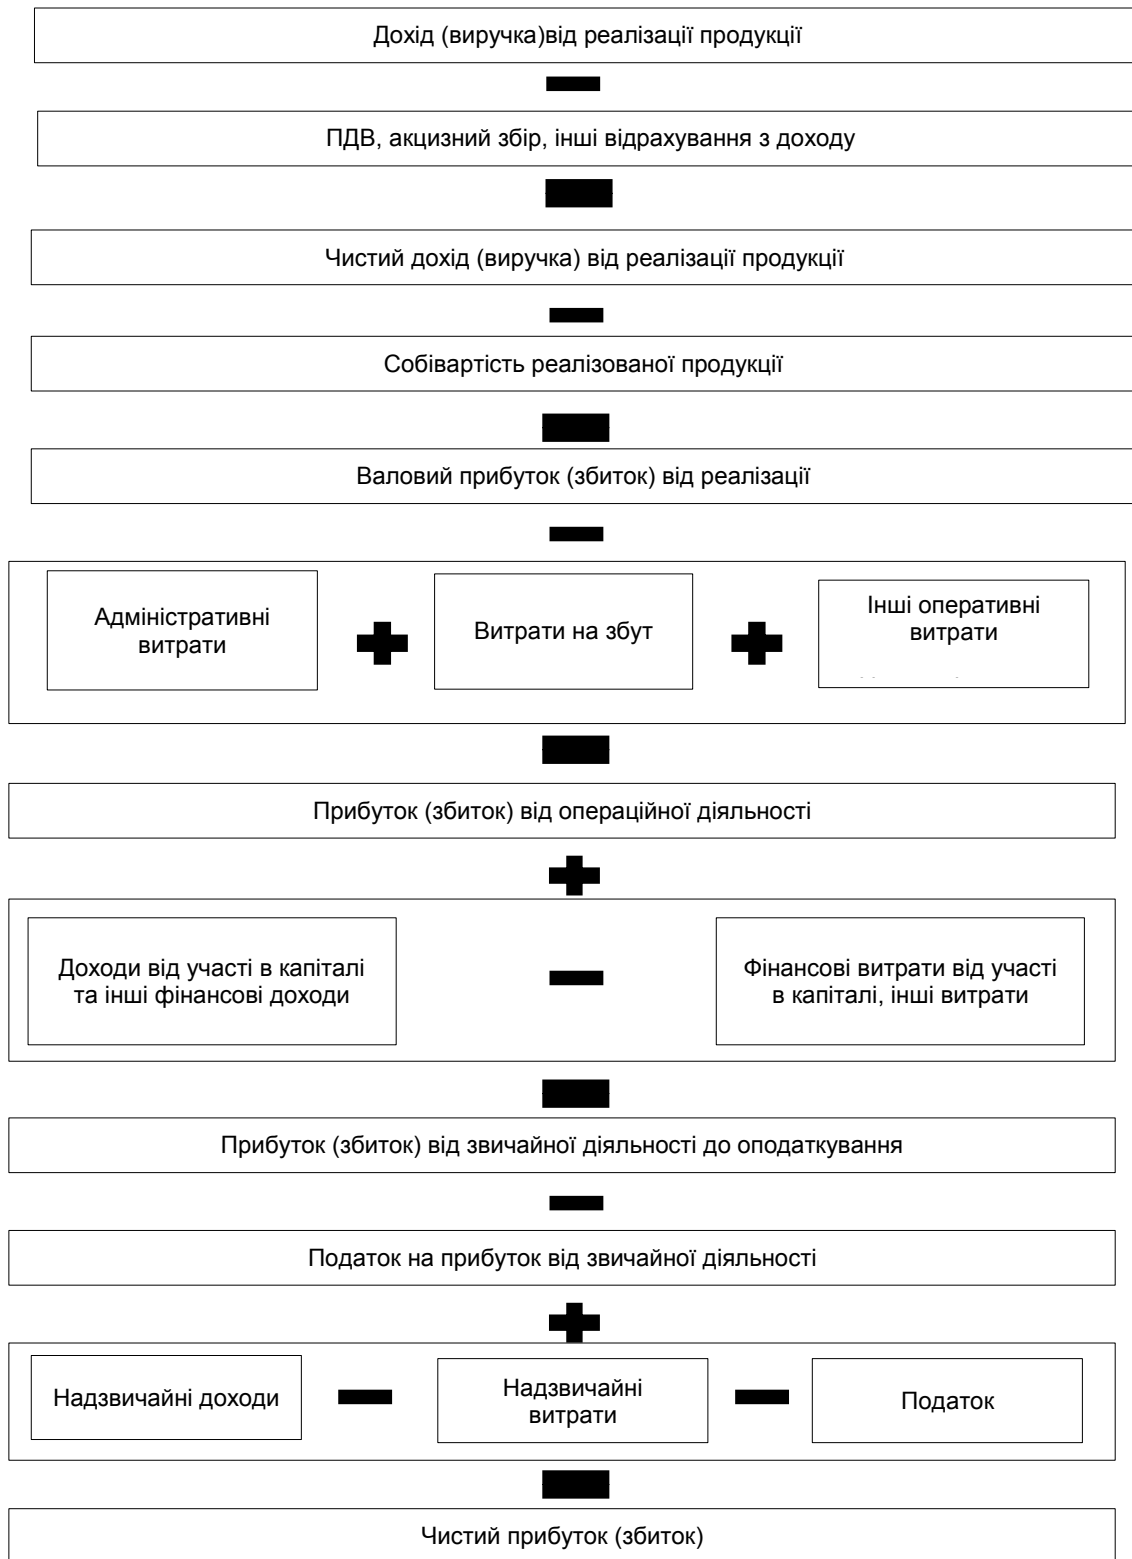 Дохід (виручка)від реалізації продукції
ПДВ, акцизний збір, інші відрахування з доходу
Чистий дохід (виручка) від реалізації продукції
Собівартість реалізованої продукції
Валовий прибуток (збиток) від реалізації
Адміністративні
витрати
Витрати на збут
Інші оперативні
витрати
Прибуток (збиток) від операційної діяльності
Доходи від участі в капіталі
та інші фінансові доходи
Фінансові витрати від участі
в капіталі, інші витрати
Прибуток (збиток) від звичайної діяльності до оподаткування
Податок на прибуток від звичайної діяльності
Надзвичайні доходи
Надзвичайні
витрати
Податок
Чистий прибуток (збиток)